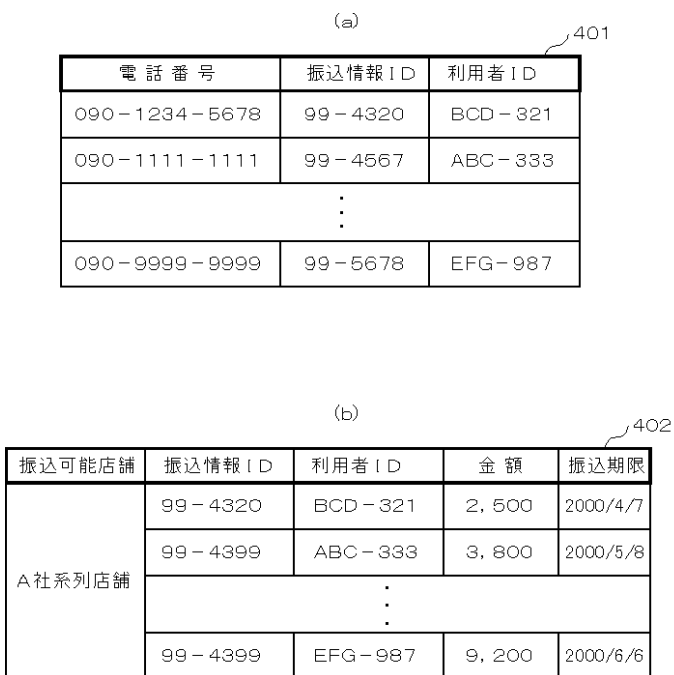 (a)
401
電話番号 振込情報ID 利用者ID
090-1234-5678 99-4320 BCD-321
090-1111-1111 99-4567 ABC-333
⋮
090-9999-9999 99-5678 EFG-987
(b)
402
振込可能店舗 振込情報ID 利用者ID 金額 振込期限
99-4320 BCD-321 2,500 2000/4/7
99-4399 ABC-333 3,800 2000/5/8
A社系列店舗
⋮
99-4399 EFG-987 9,200 2000/6/6